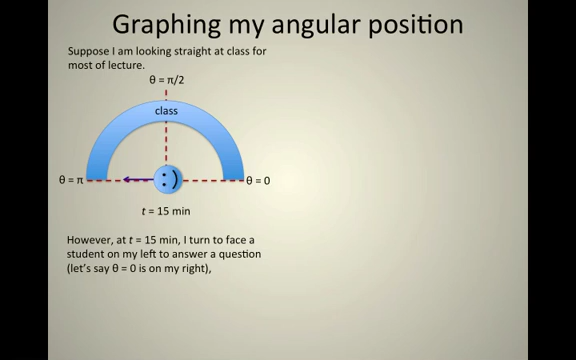 Graphing my angular position
Suppose I am looking straight at class for
most of lecture.
θ = π/2
class
θ = π
:)
θ = 0
t = 15 min
However, at t = 15 min, I turn to face a
student on my left to answer a question
(let's say θ = 0 is on my right),